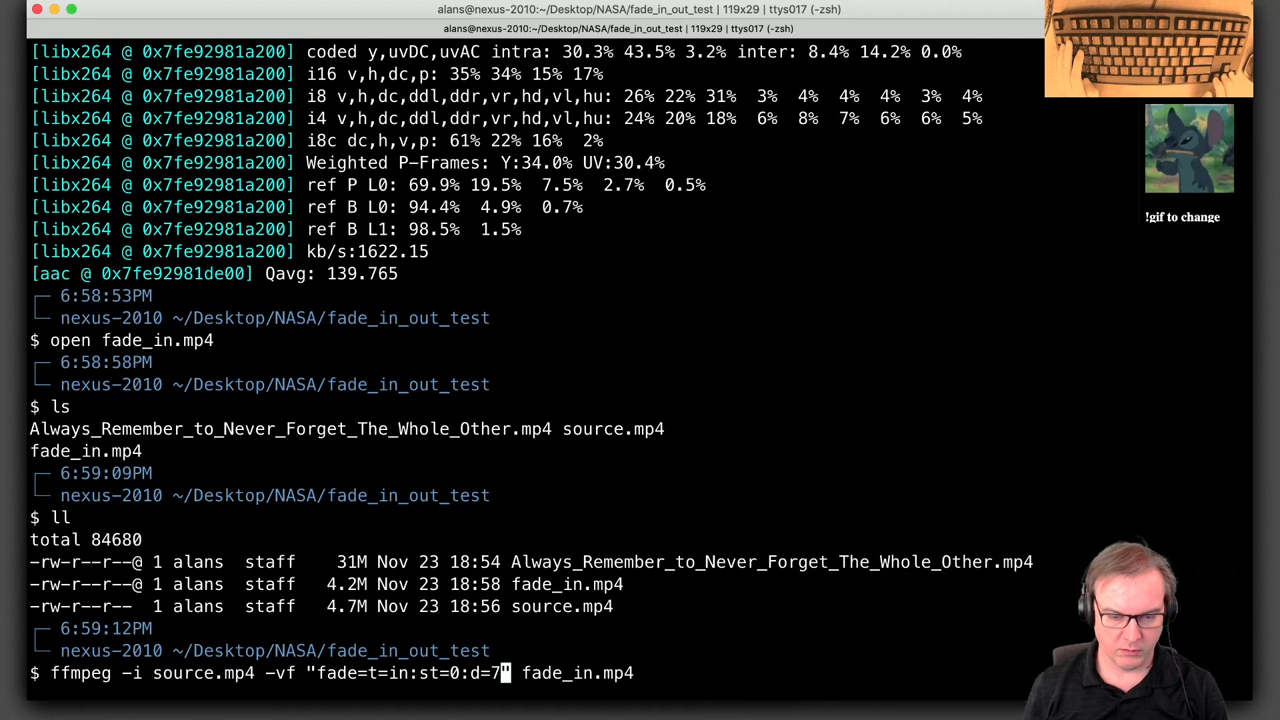 alans@nexus-2010:~/Desktop/NASA/fade_in_out_test | 119x29 | ttys017 (-zsh)
alans@nexus-2010:~/Desktop/NASA/fade_in_out_test | 119x29 | ttys017 (-zsh)
[libx264 @ 0x7fe92981a200] coded y,uvDC,uvAC intra: 30.3% 43.5% 3.2% inter: 8.4% 14.2% 0.0%
[libx264 @ 0x7fe92981a200] i16 v,h,dc,p: 35% 34% 15% 17%
[libx264 @ 0x7fe92981a200] i8 v,h,dc,ddl,ddr,vr,hd,vl,hu: 26% 22% 31%  3%  4%  4%  4%  3%  4%
[libx264 @ 0x7fe92981a200] i4 v,h,dc,ddl,ddr,vr,hd,vl,hu: 24% 20% 18%  6%  8%  7%  6%  6%  5%
[libx264 @ 0x7fe92981a200] i8c dc,h,v,p: 61% 22% 16%  2%
[libx264 @ 0x7fe92981a200] Weighted P-Frames: Y:34.0% UV:30.4%
[libx264 @ 0x7fe92981a200] ref P L0: 69.9% 19.5%  7.5%  2.7%  0.5%
[libx264 @ 0x7fe92981a200] ref B L0: 94.4%  4.9%  0.7%
[libx264 @ 0x7fe92981a200] ref B L1: 98.5%  1.5%
[libx264 @ 0x7fe92981a200] kb/s:1622.15
[aac @ 0x7fe92981de00] Qavg: 139.765
6:58:53PM
nexus-2010 ~/Desktop/NASA/fade_in_out_test
$ open fade_in.mp4
6:58:58PM
nexus-2010 ~/Desktop/NASA/fade_in_out_test
$ ls
Always_Remember_to_Never_Forget_The_Whole_Other.mp4 source.mp4
fade_in.mp4
6:59:09PM
nexus-2010 ~/Desktop/NASA/fade_in_out_test
$ ll
total 84680
-rw-r--r--@ 1 alans  staff    31M Nov 23 18:54 Always_Remember_to_Never_Forget_The_Whole_Other.mp4
-rw-r--r--@ 1 alans  staff   4.2M Nov 23 18:58 fade_in.mp4
-rw-r--r--  1 alans  staff   4.7M Nov 23 18:56 source.mp4
6:59:12PM
nexus-2010 ~/Desktop/NASA/fade_in_out_test
$ ffmpeg -i source.mp4 -vf "fade=t=in:st=0:d=7" fade_in.mp4
!gif to change